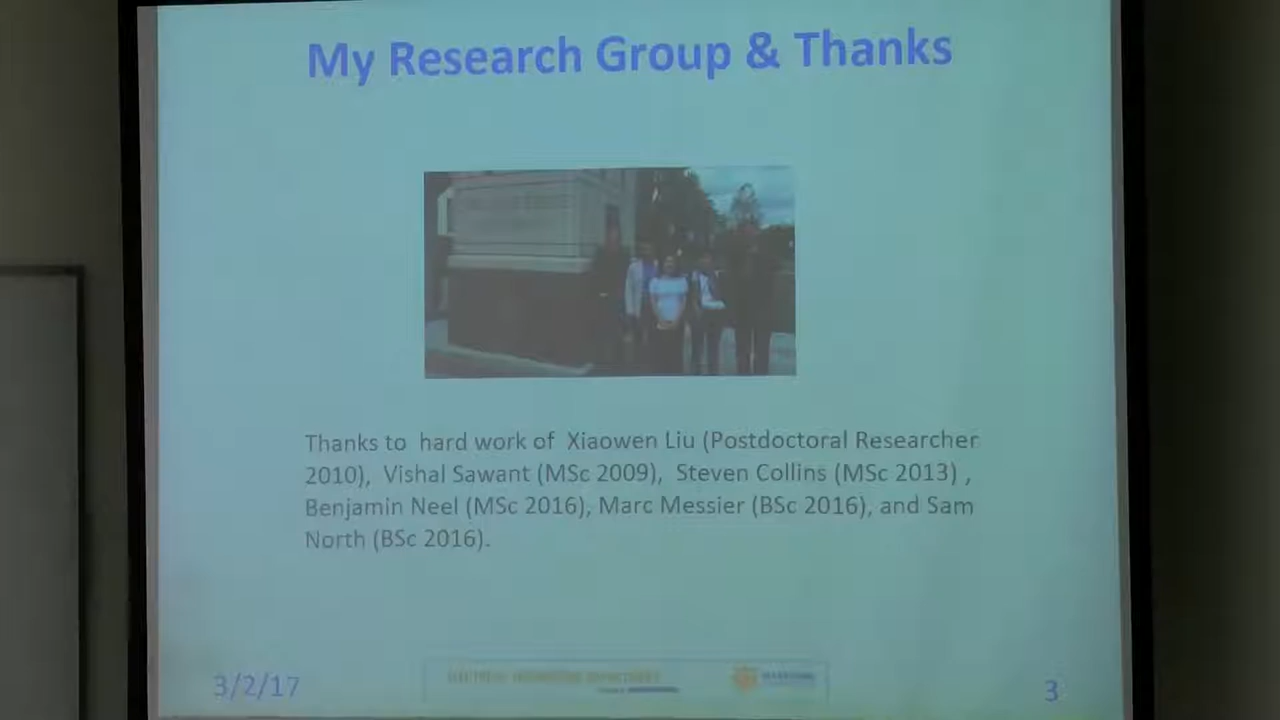 My Research Group & Thanks
Thanks to hard work of Xiaowen Liu (Postdoctoral Researcher
2010), Vishal Sawant (MSc 2009), Steven Collins (MSc 2013) ,
Benjamin Neel (MSc 2016), Marc Messier (BSc 2016), and Sam
North (BSc 2016).
3/2/17
3